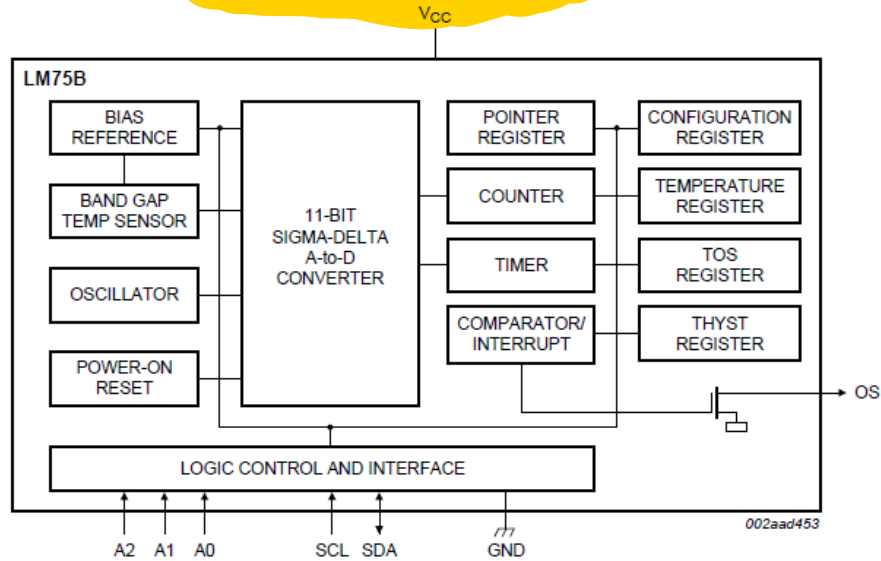 VCC
LM75B
BIAS
REFERENCE
BAND GAP
TEMP SENSOR
OSCILLATOR
POWER-ON
RESET
11-BIT
SIGMA-DELTA
A-to-D
CONVERTER
POINTER
REGISTER
COUNTER
TIMER
COMPARATOR/
INTERRUPT
CONFIGURATION
REGISTER
TEMPERATURE
REGISTER
TOS
REGISTER
THYST
REGISTER
OS
LOGIC CONTROL AND INTERFACE
002aad453
A2 A1 A0 SCL SDA GND